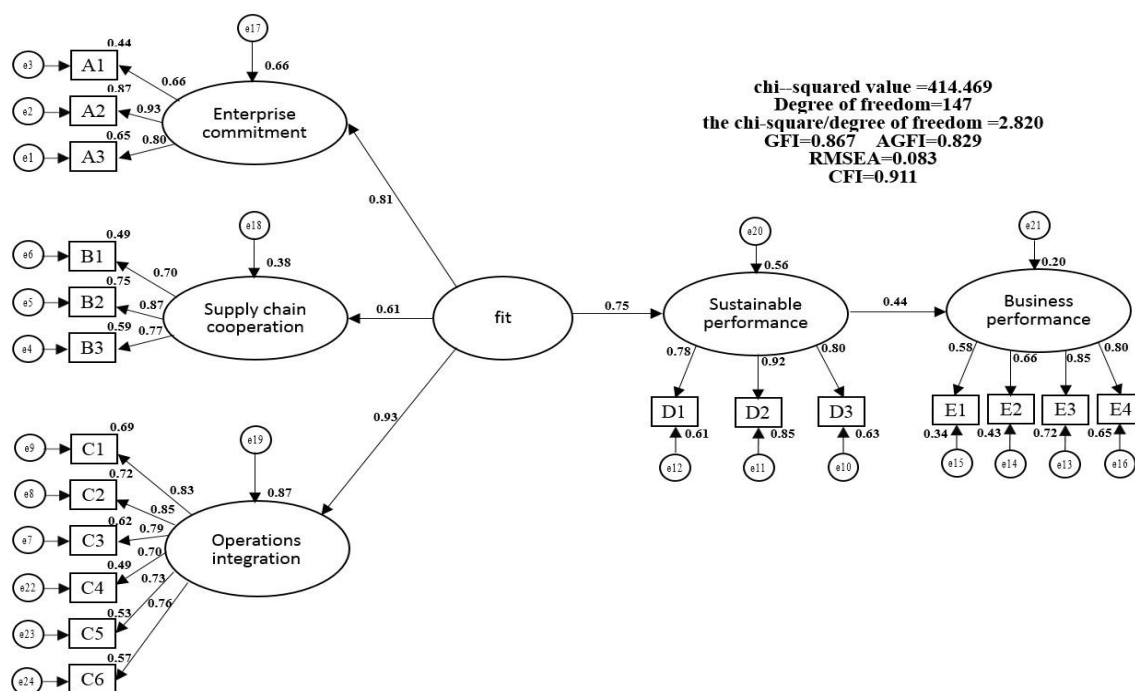 e17
0.44
e3
A1
0.66
0.66
0.87
e2
A2
0.93
Enterprise
commitment
0.65
e1
A3
0.80
chi--squared value =414.469
Degree of freedom=147
the chi-square/degree of freedom =2.820
GFI=0.867 AGFI=0.829
RMSEA=0.083
CFI=0.911
0.81
e18
0.49
e6
B1
0.38
0.70
0.75
e5
B2
0.87
Supply chain
cooperation
0.59
e4
B3
0.77
0.61
fit
0.75
e20
0.56
Sustainable
performance
0.44
e21
0.20
Business
performance
0.78
0.92
0.80
0.58
0.66
0.85
0.80
D1
D2
D3
E1
E2
E3
E4
0.61
0.85
0.63
0.34
0.43
0.72
0.65
e12
e11
e10
e15
e14
e13
e16
0.93
e19
0.69
e9
C1
0.87
0.83
0.72
e8
C2
0.85
0.62
e7
C3
0.79
Operations
integration
0.49
e22
C4
0.70
0.53
e23
C5
0.73
0.57
e24
C6
0.76